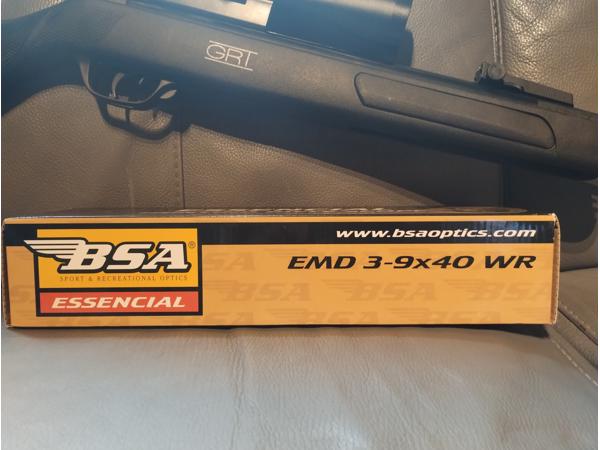 GRT
www.bsaoptics.com
BSA®
SPORT & RECREATIONAL OPTICS
ESSENCIAL
EMD 3-9x40 WR